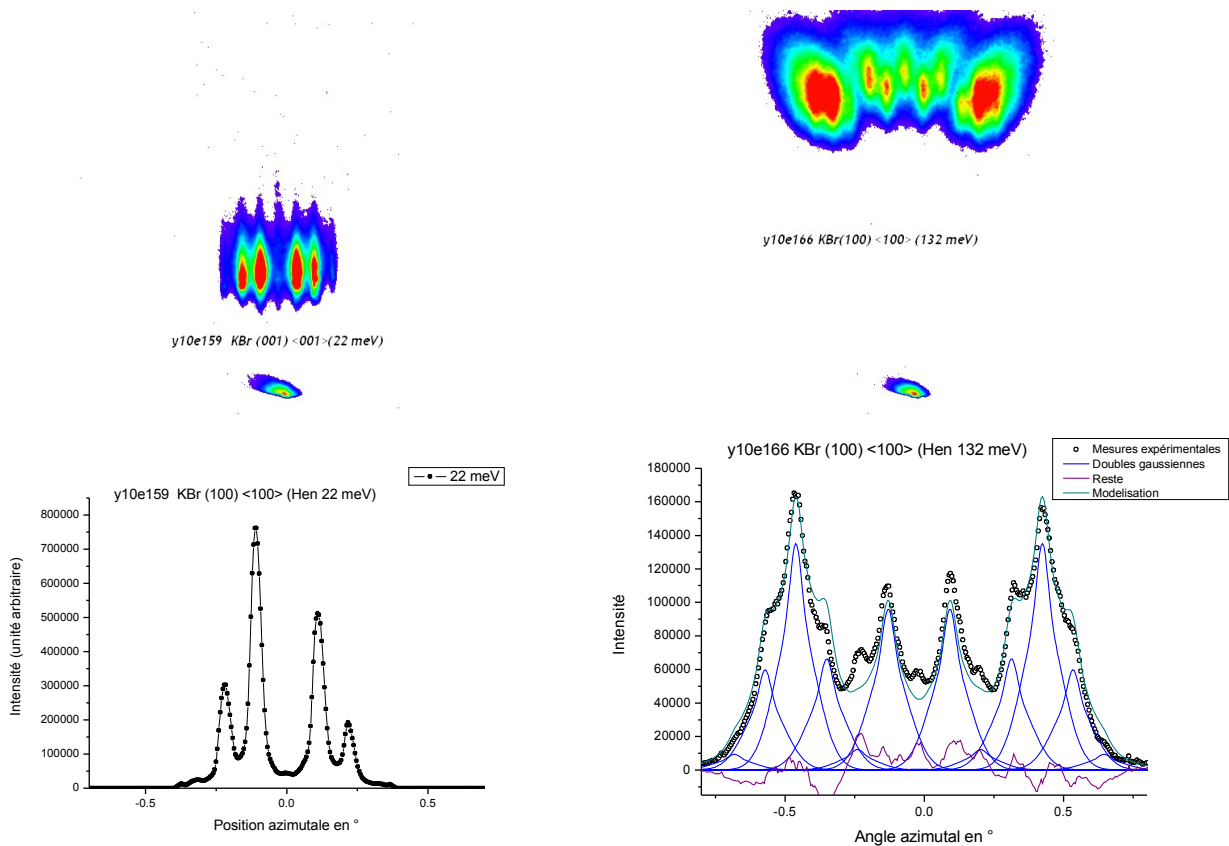 y10e159 KBr (001) <001>(22 meV)
y10e166 KBr(100) <100> (132 meV)
y10e159 KBr (100) <100> (Hen 22 meV)
22 meV
800000
700000
600000
500000
400000
300000
200000
100000
0
-0.5
0.0
0.5
Intensité (unité arbitraire)
Position azimutale en °
y10e166 KBr (100) <100> (Hen 132 meV)
Mesures expérimentales
Doubles gaussiennes
Reste
Modelisation
180000
160000
140000
120000
100000
80000
60000
40000
20000
0
-0.5
0.0
0.5
Intensité
Angle azimutal en °